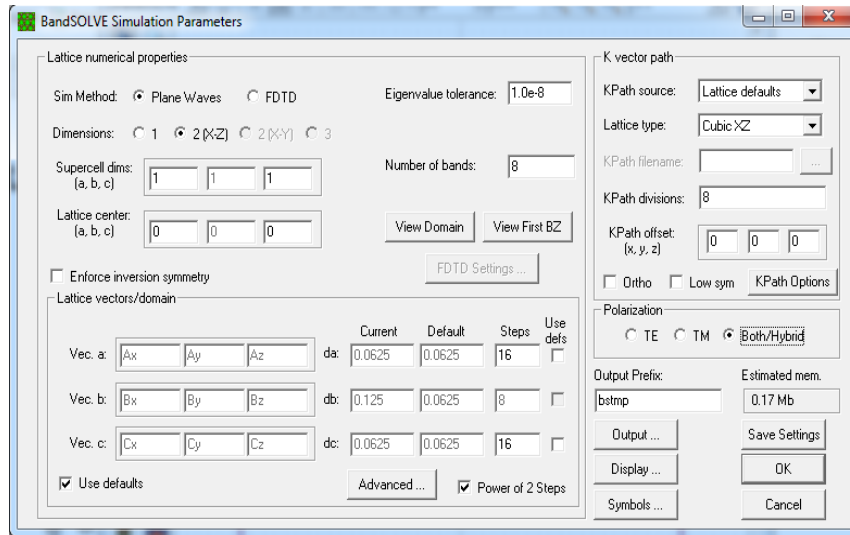 BandSOLVE Simulation Parameters
Lattice numerical properties
Sim Method: Plane Waves FDTD
Eigenvalue tolerance: 1.0e-8
Dimensions: 1 2 (X-Z) 2 (X-Y) 3
Supercell dims:
(a, b, c)
1 1 1
Number of bands: 8
Lattice center:
(a, b, c)
0 0 0
View Domain View First BZ
Enforce inversion symmetry
FDTD Settings ...
Lattice vectors/domain
Current Default Steps Use
defs
Vec. a: Ax Ay Az da: 0.0625 0.0625 16
Vec. b: Bx By Bz db: 0.125 0.0625 8
Vec. c: Cx Cy Cz dc: 0.0625 0.0625 16
Use defaults Advanced ... Power of 2 Steps
K vector path
KPath source: Lattice defaults
Lattice type: Cubic XZ
KPath filename: ...
KPath divisions: 8
KPath offset:
(x, y, z)
0 0 0
Ortho Low sym KPath Options
Polarization
TE TM Both/Hybrid
Output Prefix: Estimated mem.
bstmp 0.17 Mb
Output ... Save Settings
Display ... OK
Symbols ... Cancel